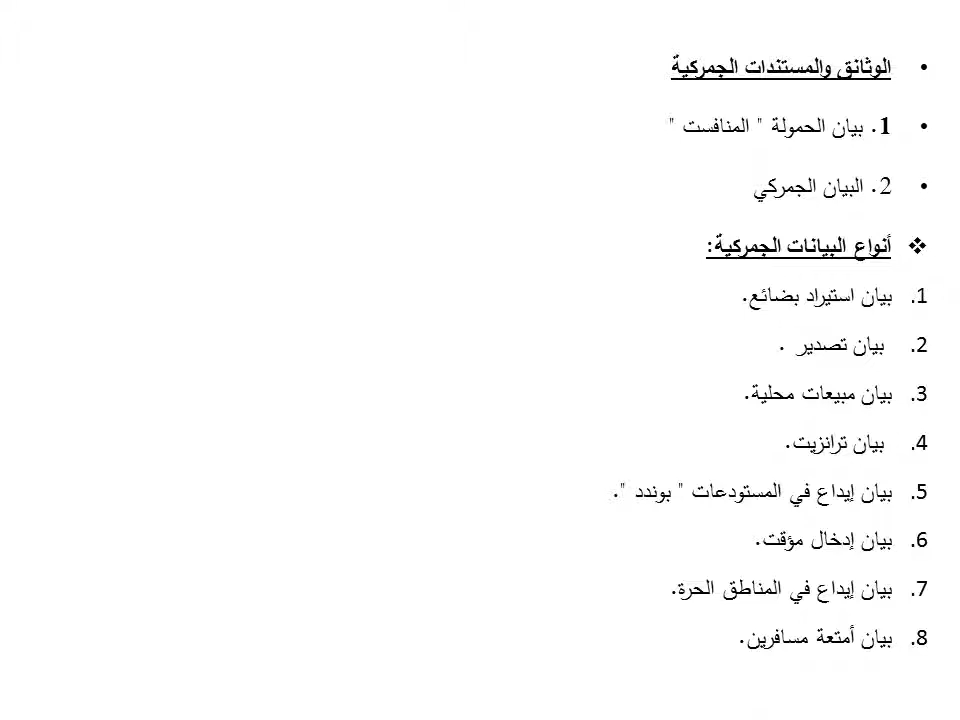 • الوثائق والمستندات الجمركية
• 1. بيان الحمولة " المنافست "
• 2. البيان الجمركي
❖ أنواع البيانات الجمركية:
1. بيان استيراد بضائع.
2. بيان تصدير .
3. بيان مبيعات محلية.
4. بيان ترانزيت.
5. بيان إيداع في المستودعات " بوندد ".
6. بيان إدخال مؤقت.
7. بيان إيداع في المناطق الحرة.
8. بيان أمتعة مسافرين.